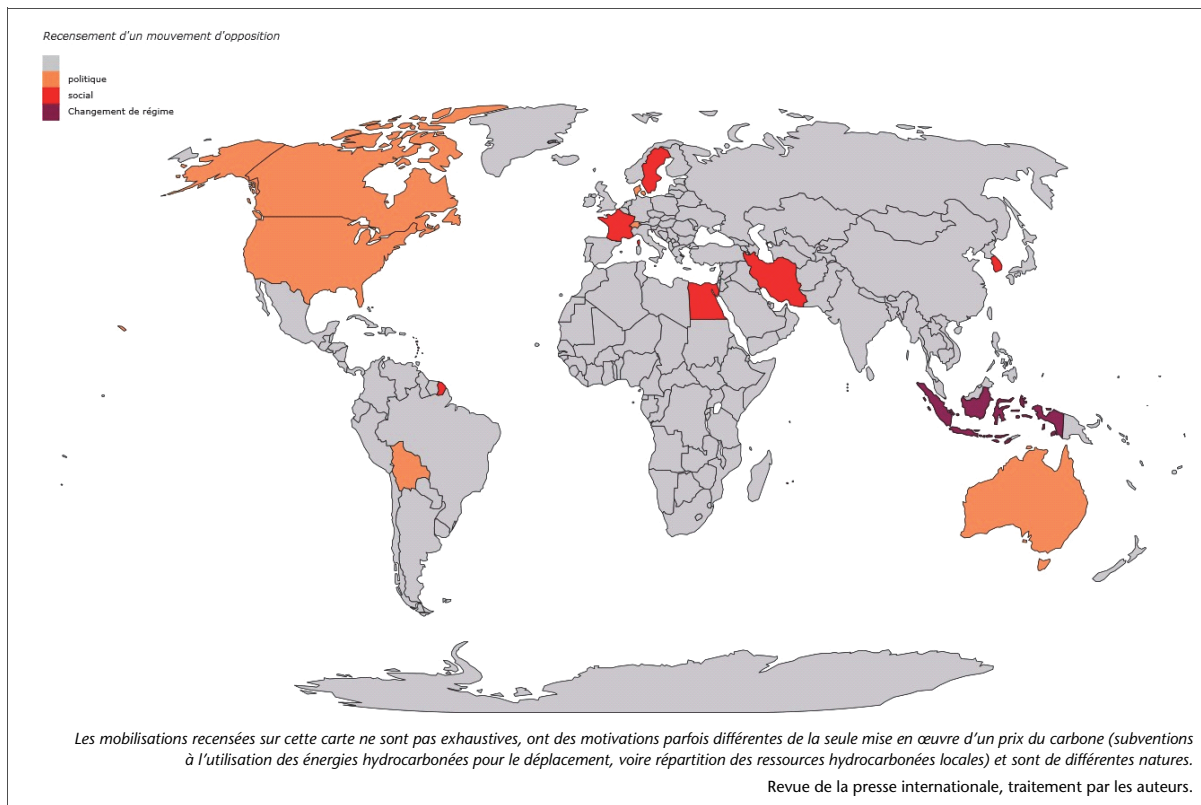 Recensement d'un mouvement d'opposition
politique
social
Changement de régime
Les mobilisations recensées sur cette carte ne sont pas exhaustives, ont des motivations parfois différentes de la seule mise en œuvre d'un prix du carbone (subventions
à l'utilisation des énergies hydrocarbonées pour le déplacement, voire répartition des ressources hydrocarbonées locales) et sont de différentes natures.
Revue de la presse internationale, traitement par les auteurs.